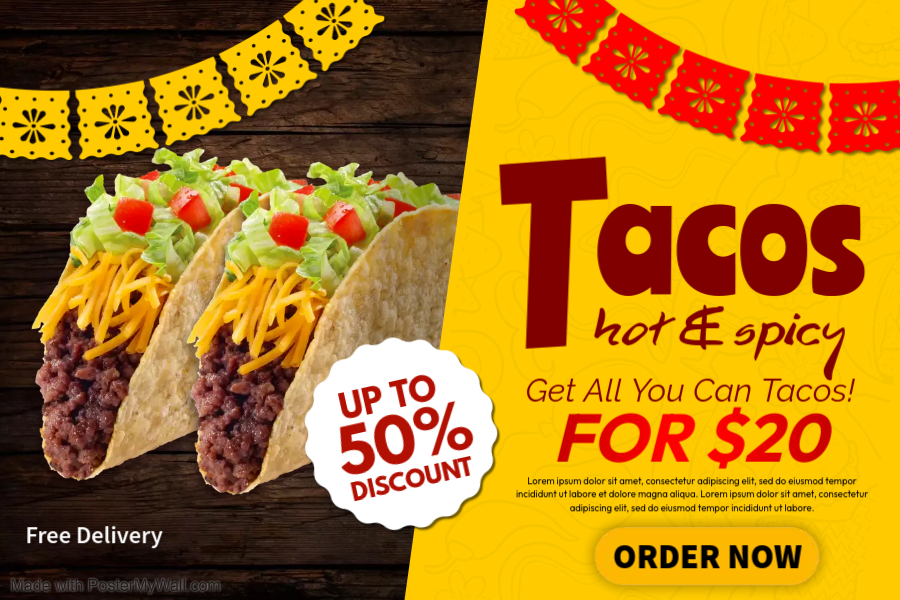 Tacos
hot & spicy
Get All You Can Tacos!
FOR $20
Lorem ipsum dolor sit amet, consectetur adipiscing elit, sed do eiusmod tempor
incididunt ut labore et dolore magna aliqua. Lorem ipsum dolor sit amet, consectetur
adipiscing elit, sed do eiusmod tempor incididunt ut labore.
ORDER NOW
UP TO
50%
DISCOUNT
Free Delivery
Made with PosterMyWall.com